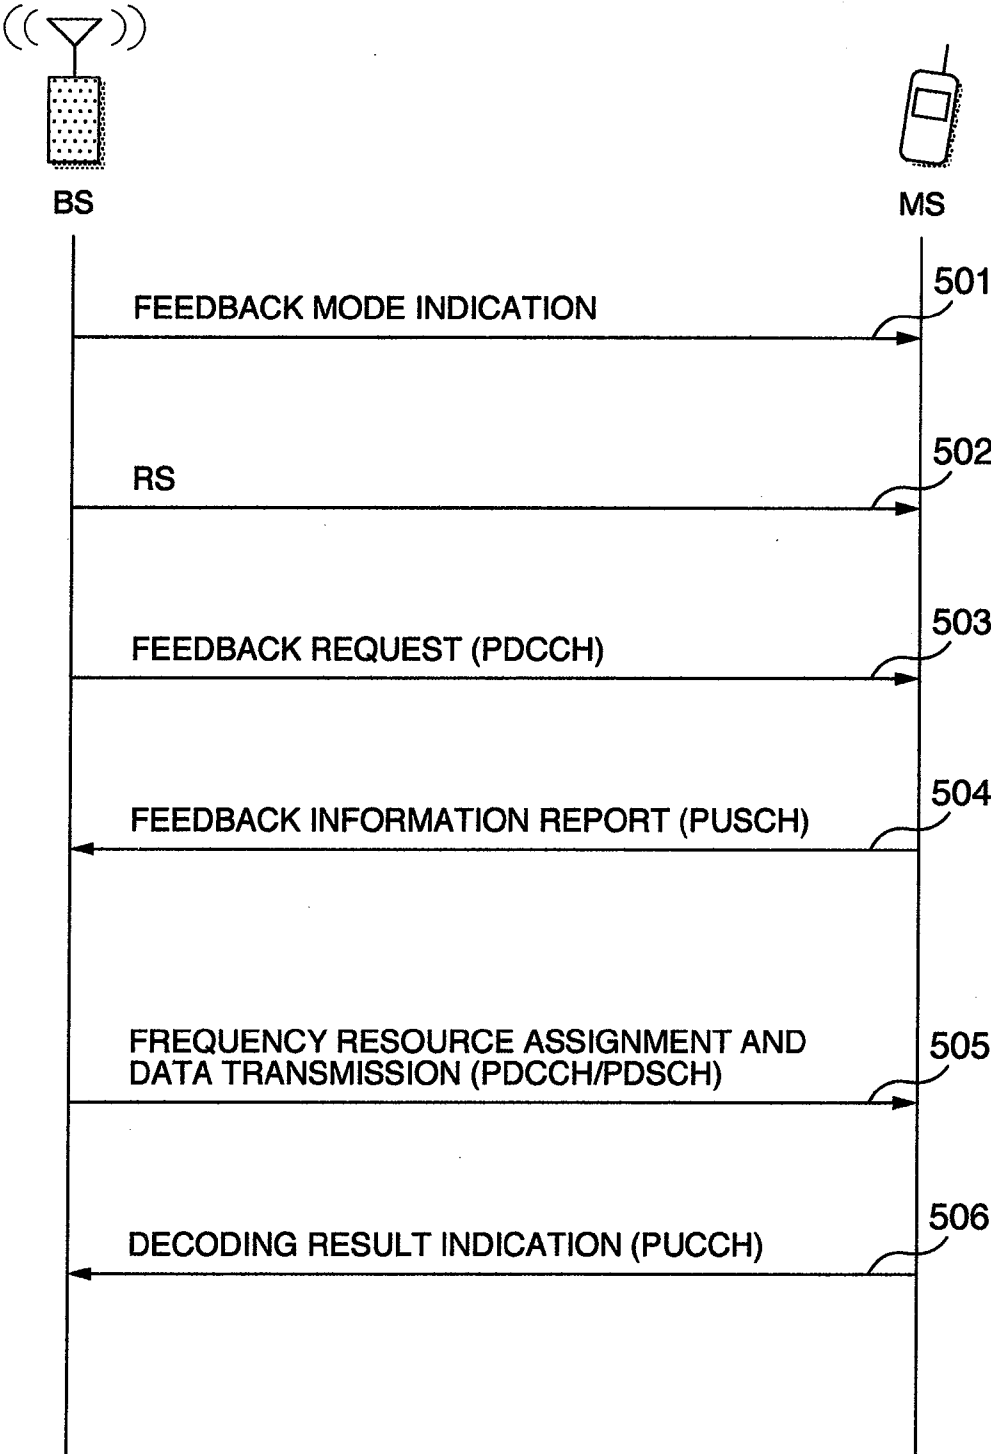 BS
MS
501
FEEDBACK MODE INDICATION
502
RS
503
FEEDBACK REQUEST (PDCCH)
504
FEEDBACK INFORMATION REPORT (PUSCH)
505
FREQUENCY RESOURCE ASSIGNMENT AND
DATA TRANSMISSION (PDCCH/PDSCH)
506
DECODING RESULT INDICATION (PUCCH)